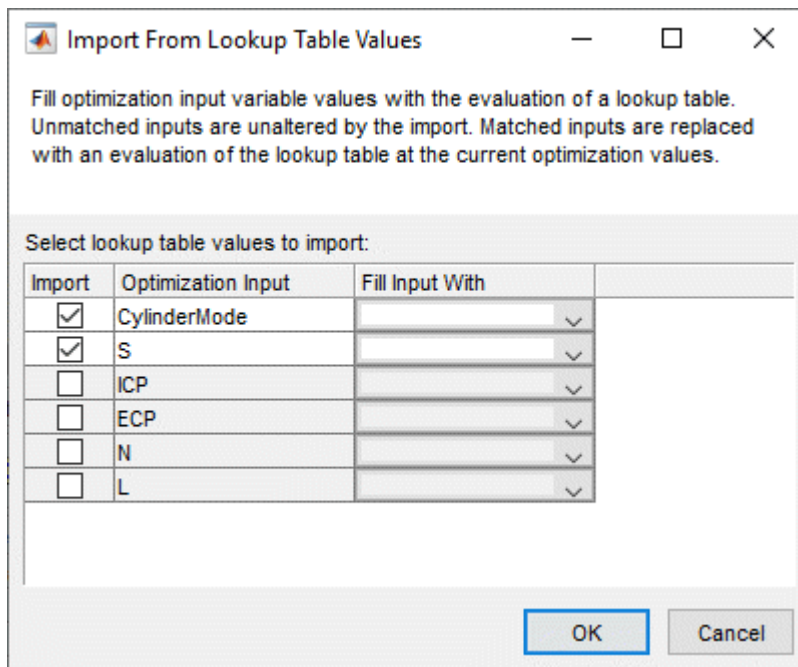 Import From Lookup Table Values
Fill optimization input variable values with the evaluation of a lookup table.
Unmatched inputs are unaltered by the import. Matched inputs are replaced
with an evaluation of the lookup table at the current optimization values.
Select lookup table values to import:
Import Optimization Input Fill Input With
CylinderMode
S
ICP
ECP
N
L
OK Cancel